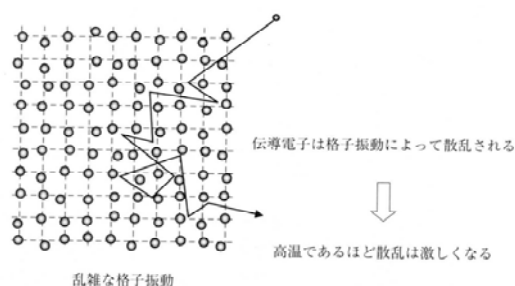 伝導電子は格子振動によって散乱される
高温であるほど散乱は激しくなる
乱雑な格子振動